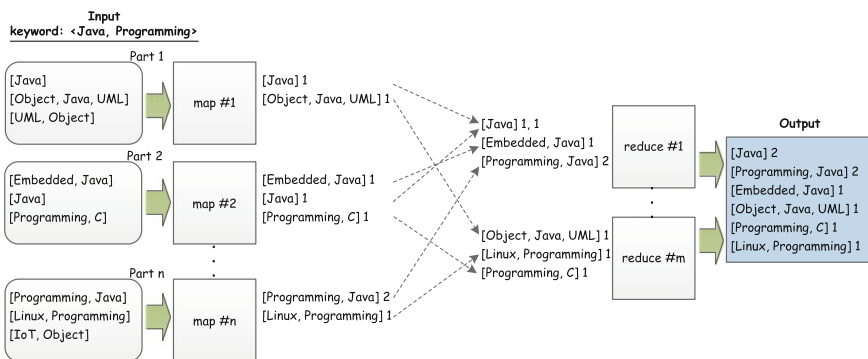 Input
keyword: <Java, Programming>
Part 1
[Java]
[Object, Java, UML]
[UML, Object]
map #1
[Java] 1
[Object, Java, UML] 1
Part 2
[Embedded, Java]
[Java]
[Programming, C]
map #2
[Embedded, Java] 1
[Java] 1
[Programming, C] 1
Part n
[Programming, Java]
[Linux, Programming]
[IoT, Object]
map #n
[Programming, Java] 2
[Linux, Programming] 1
[Java] 1, 1
[Embedded, Java] 1
[Programming, Java] 2
reduce #1
[Object, Java, UML] 1
[Linux, Programming] 1
[Programming, C] 1
reduce #m
Output
[Java] 2
[Programming, Java] 2
[Embedded, Java] 1
[Object, Java, UML] 1
[Programming, C] 1
[Linux, Programming] 1